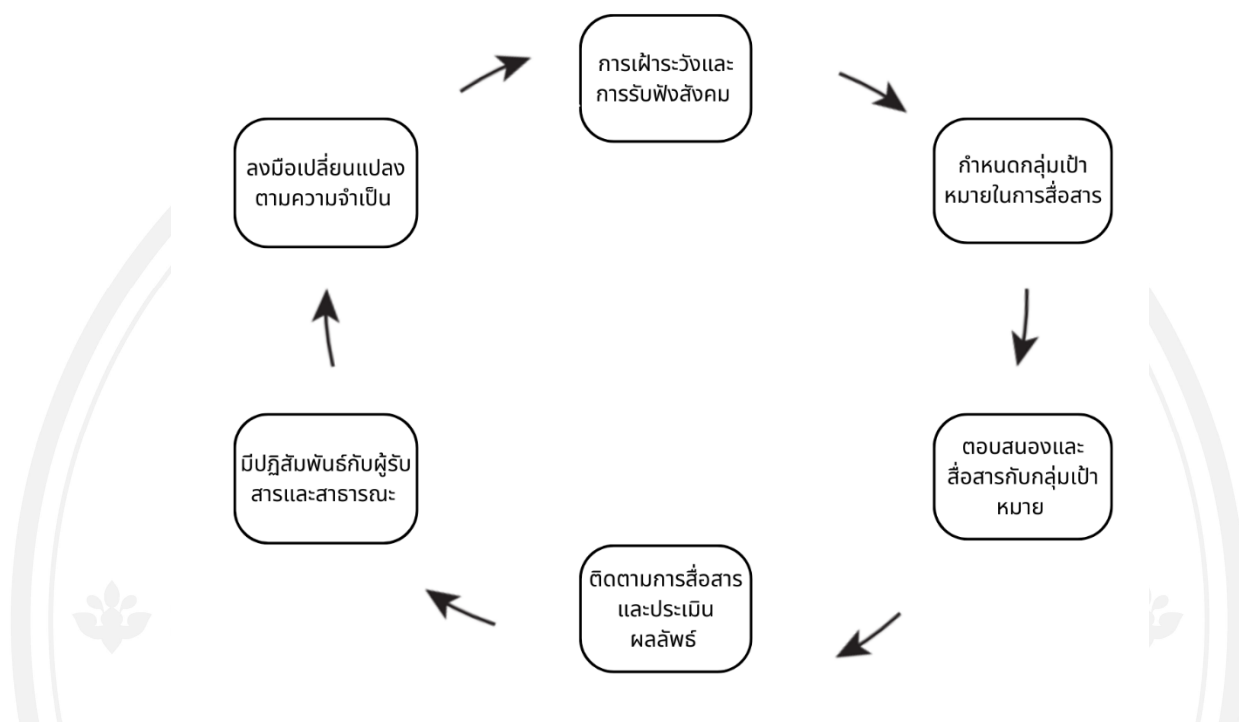 การเฝ้าระวังและ
การรับฟังสังคม
กำหนดกลุ่มเป้า
หมายในการสื่อสาร
ตอบสนองและ
สื่อสารกับกลุ่มเป้า
หมาย
ติดตามการสื่อสาร
และประเมิน
ผลลัพธ์
มีปฏิสัมพันธ์กับผู้รับ
สารและสาธารณะ
ลงมือเปลี่ยนแปลง
ตามความจำเป็น